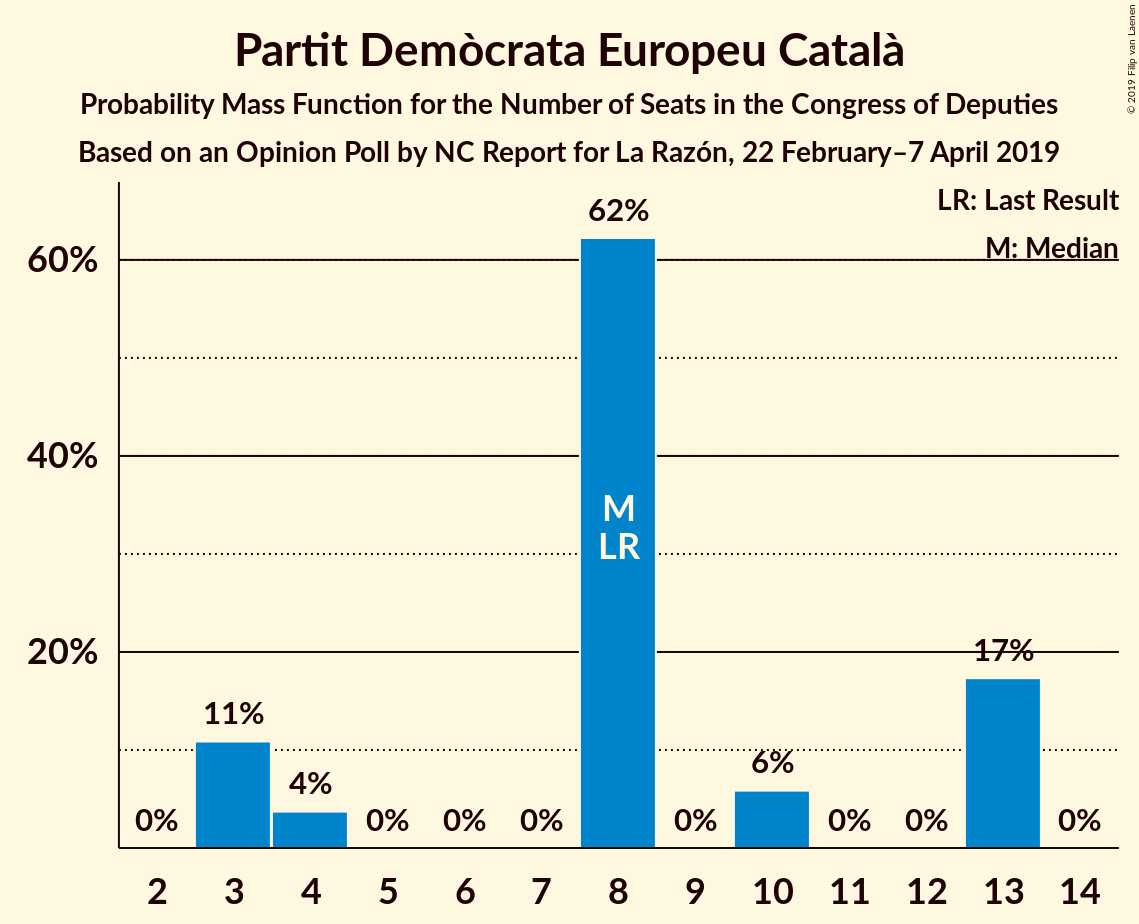 Partit Demòcrata Europeu Català
Probability Mass Function for the Number of Seats in the Congress of Deputies
Based on an Opinion Poll by NC Report for La Razón, 22 February–7 April 2019
© 2019 Filip van Laenen
LR: Last Result
M: Median
60%
40%
20%
0%
11%
4%
0%
0%
0%
62%
M
LR
0%
6%
0%
0%
17%
0%
2 3 4 5 6 7 8 9 10 11 12 13 14